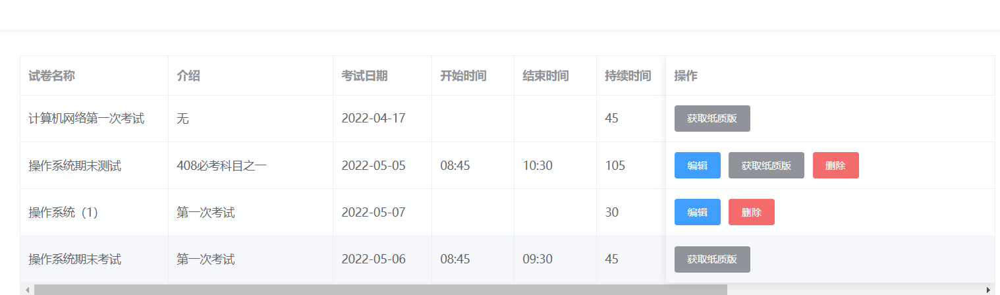 试卷名称 介绍 考试日期 开始时间 结束时间 持续时间 操作
计算机网络第一次考试 无 2022-04-17 45 获取纸质版
操作系统期末测试 408必考科目之一 2022-05-05 08:45 10:30 105 编辑 获取纸质版 删除
操作系统（1） 第一次考试 2022-05-07 30 编辑 删除
操作系统期末考试 第一次考试 2022-05-06 08:45 09:30 45 获取纸质版